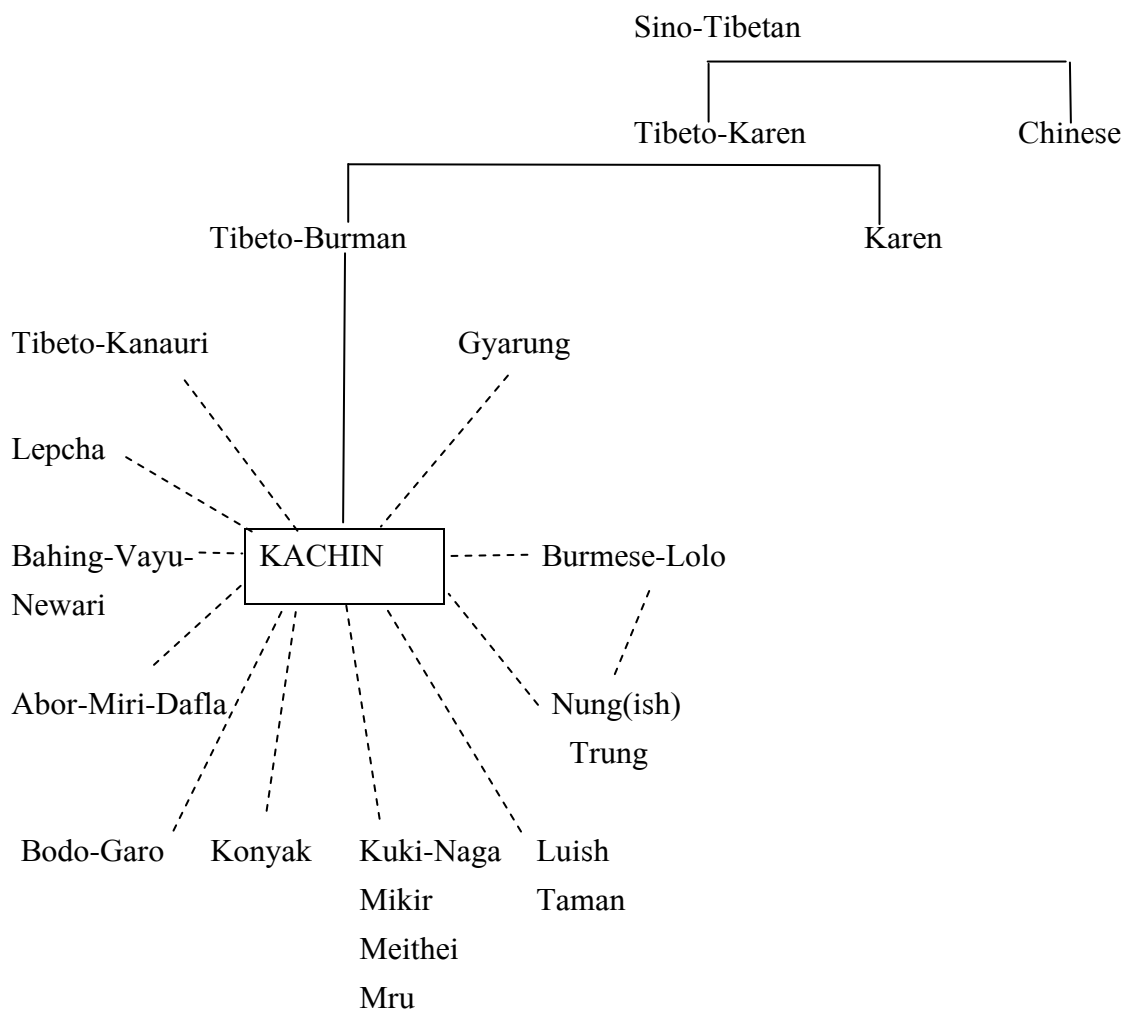 Sino-Tibetan
Tibeto-Karen Chinese
Tibeto-Burman Karen
Tibeto-Kanauri Gyarung
Lepcha
Bahing-Vayu- KACHIN Burmese-Lolo
Newari
Abor-Miri-Dafla Nung(ish)
Trung
Bodo-Garo Konyak Kuki-Naga Luish
Mikir Taman
Meithei
Mru